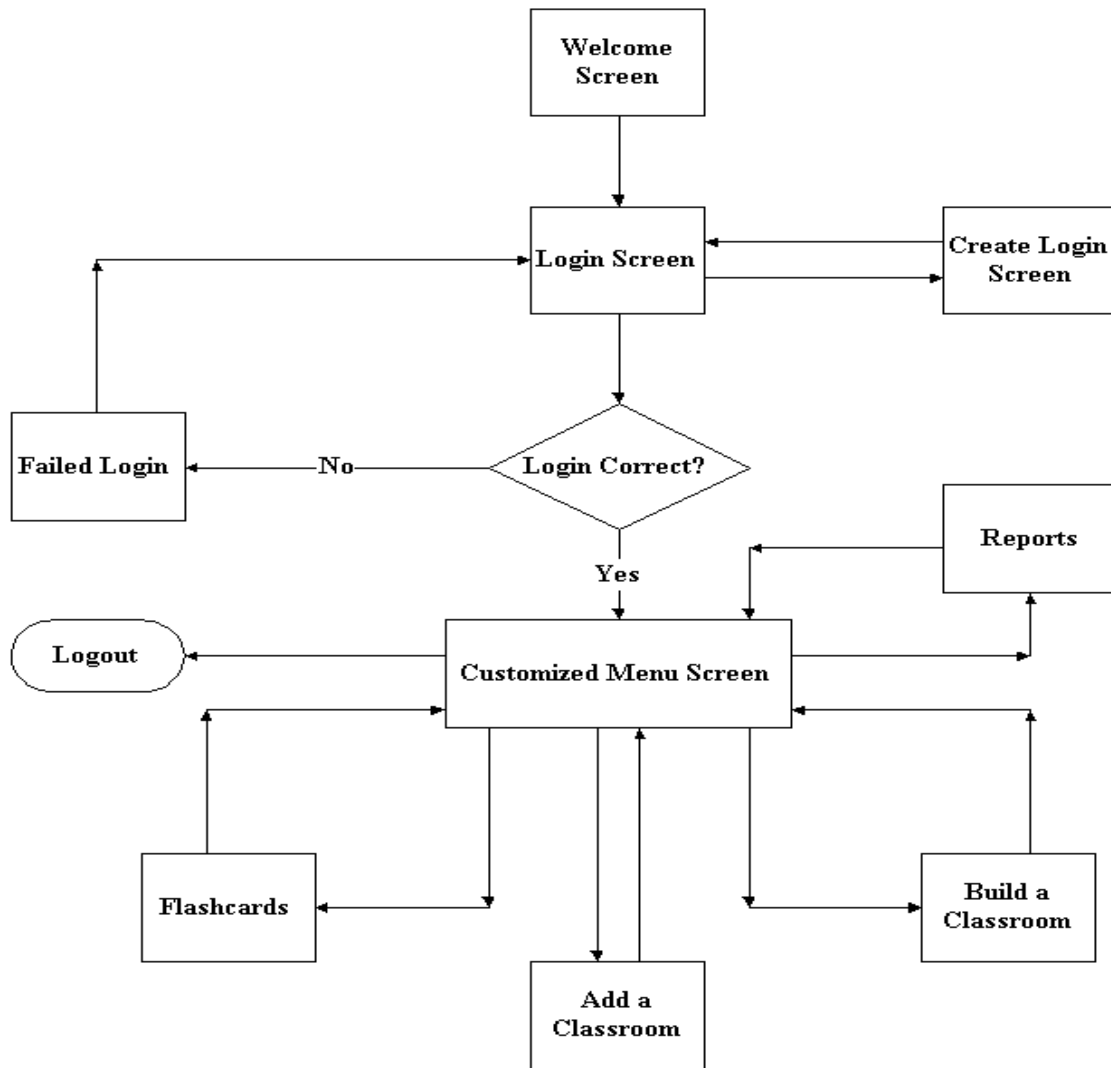 Welcome
Screen
Login Screen
Create Login
Screen
Failed Login
No
Login Correct?
Reports
Yes
Logout
Customized Menu Screen
Flashcards
Build a
Classroom
Add a
Classroom